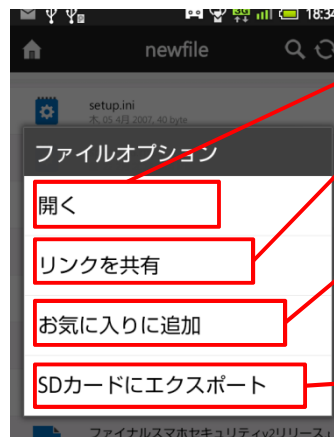 18:34
newfile
setup.ini
木, 05 4月 2007, 40 byte
ファイルオプション
開く
リンクを共有
お気に入りに追加
SDカードにエクスポート
ファイナルスマホセキュリティv2リリース